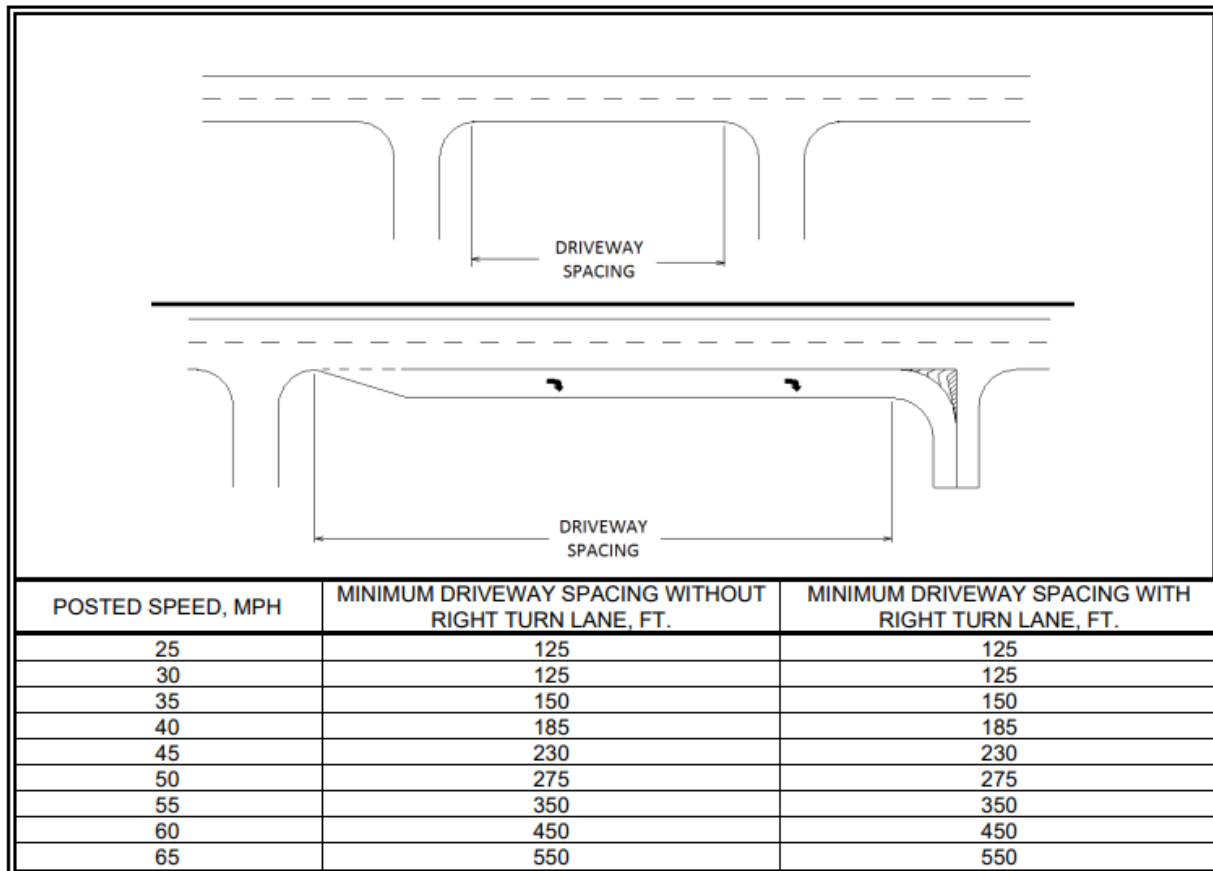 DRIVEWAY
SPACING
DRIVEWAY
SPACING
POSTED SPEED, MPH
MINIMUM DRIVEWAY SPACING WITHOUT
RIGHT TURN LANE, FT.
MINIMUM DRIVEWAY SPACING WITH
RIGHT TURN LANE, FT.
25 125 125
30 125 125
35 150 150
40 185 185
45 230 230
50 275 275
55 350 350
60 450 450
65 550 550